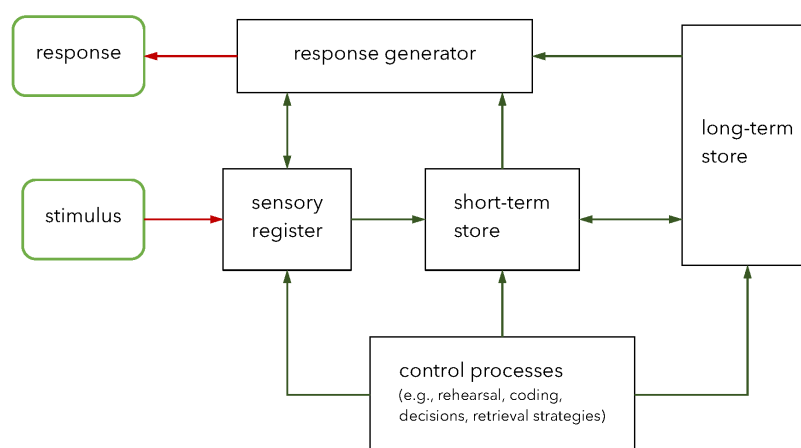 response
response generator
long-term
store
stimulus
sensory
register
short-term
store
control processes
(e.g., rehearsal, coding,
decisions, retrieval strategies)